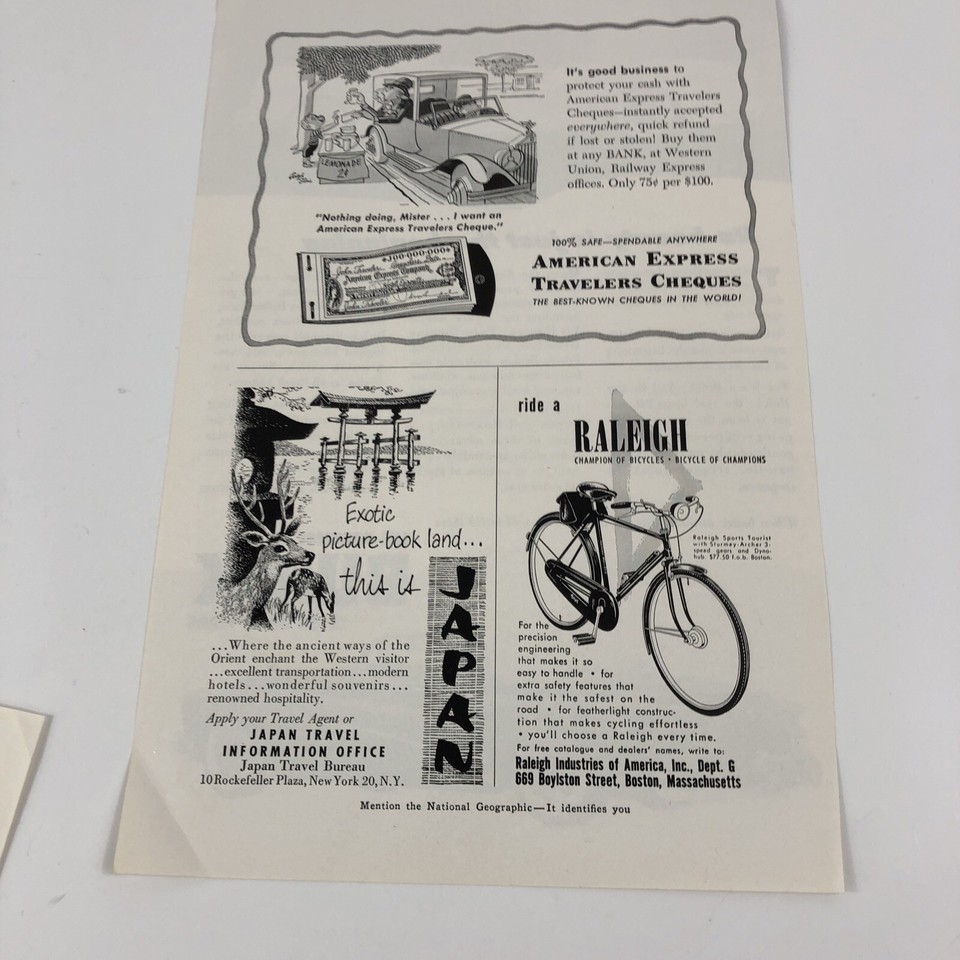 LEMONADE
2¢
"Nothing doing, Mister . . . I want an
American Express Travelers Cheque."
It's good business to
protect your cash with
American Express Travelers
Cheques—instantly accepted
everywhere, quick refund
if lost or stolen! Buy them
at any BANK, at Western
Union, Railway Express
offices. Only 75¢ per $100.
100% SAFE—SPENDABLE ANYWHERE
AMERICAN EXPRESS
TRAVELERS CHEQUES
THE BEST-KNOWN CHEQUES IN THE WORLD!
American Express Company
Exotic
picture-book land...
this is
JAPAN
...Where the ancient ways of the
Orient enchant the Western visitor
...excellent transportation...modern
hotels...wonderful souvenirs...
renowned hospitality.
Apply your Travel Agent or
JAPAN TRAVEL
INFORMATION OFFICE
Japan Travel Bureau
10 Rockefeller Plaza, New York 20, N.Y.
ride a
RALEIGH
CHAMPION OF BICYCLES • BICYCLE OF CHAMPIONS
Raleigh Sports Tourist
with Sturmey-Archer 3-
speed gears and Dyno-
hub. $77.50 f.o.b. Boston.
For the
precision
engineering
that makes it so
easy to handle • for
extra safety features that
make it the safest on the
road • for featherlight construc-
tion that makes cycling effortless
• you'll choose a Raleigh every time.
For free catalogue and dealers' names, write to:
Raleigh Industries of America, Inc., Dept. G
669 Boylston Street, Boston, Massachusetts
Mention the National Geographic—It identifies you